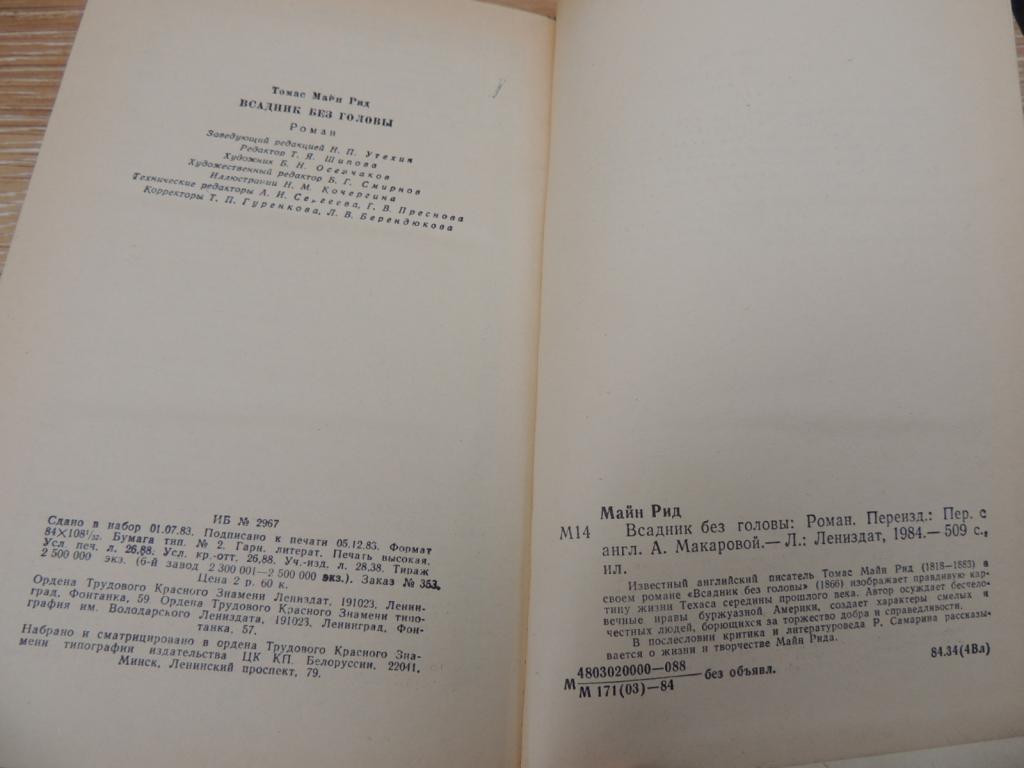 Томас Майн Рид
ВСАДНИК БЕЗ ГОЛОВЫ
Роман
Заведующий редакцией Н. П. Утехин
Редактор Т. Я. Шипова
Художник Б. Н. Осенчаков
Художественный редактор Б. Г. Смирнов
Иллюстрации Н. М. Кочергина
Технические редакторы А. И. Сергеева, Г. В. Преснова
Корректоры Т. П. Гуренкова, Л. В. Берендюкова
ИБ № 2967
Сдано в набор 01.07.83. Подписано к печати 05.12.83. Формат
84×108¹/₃₂. Бумага тип. № 2. Гарн. литерат. Печать высокая.
Усл. печ. л. 26,88. Усл. кр.-отт. 26,88. Уч.-изд. л. 28,38. Тираж
2 500 000 экз. (6-й завод 2 300 001—2 500 000 экз.). Заказ № 353.
Цена 2 р. 60 к.
Ордена Трудового Красного Знамени Лениздат, 191023, Ленин-
град, Фонтанка, 59. Ордена Трудового Красного Знамени типо-
графия им. Володарского Лениздата, 191023, Ленинград, Фон-
танка, 57.
Набрано и сматрицировано в ордена Трудового Красного Зна-
мени типографии издательства ЦК КП. Белоруссии, 22041,
Минск, Ленинский проспект, 79.
Майн Рид
М14 Всадник без головы: Роман. Переизд.: Пер. с
англ. А. Макаровой.— Л.: Лениздат, 1984.— 509 с.,
ил.
Известный английский писатель Томас Майн Рид (1818—1883) в
своем романе «Всадник без головы» (1866) изображает правдивую кар-
тину жизни Техаса середины прошлого века. Автор осуждает бесчело-
вечные нравы буржуазной Америки, создает характеры смелых и
честных людей, борющихся за торжество добра и справедливости.
В послесловии критика и литературоведа Р. Самарина рассказы-
вается о жизни и творчестве Майн Рида.
М 4803020000—088 без объявл.
М 171(03)—84
84.34(4Вл)